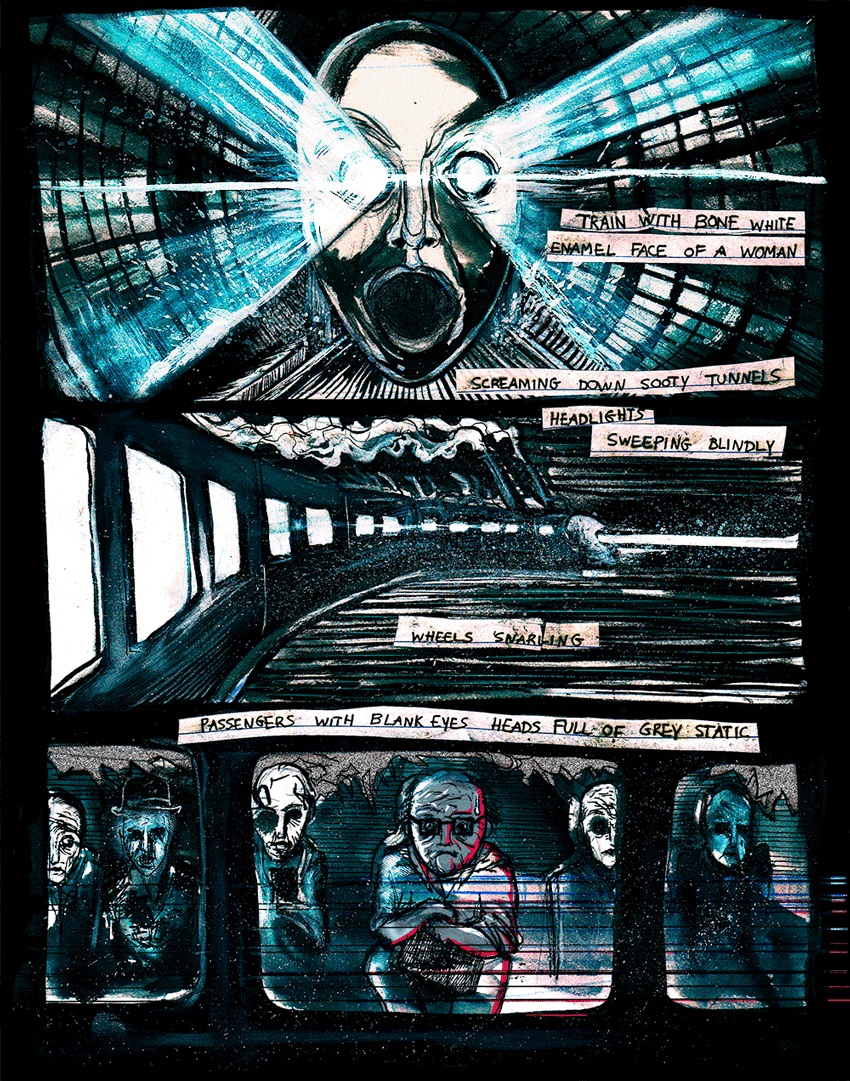 TRAIN WITH BONE WHITE
ENAMEL FACE OF A WOMAN
SCREAMING DOWN SOOTY TUNNELS
HEADLIGHTS
SWEEPING BLINDLY
WHEELS SNARLING
PASSENGERS WITH BLANK EYES HEADS FULL OF GREY STATIC